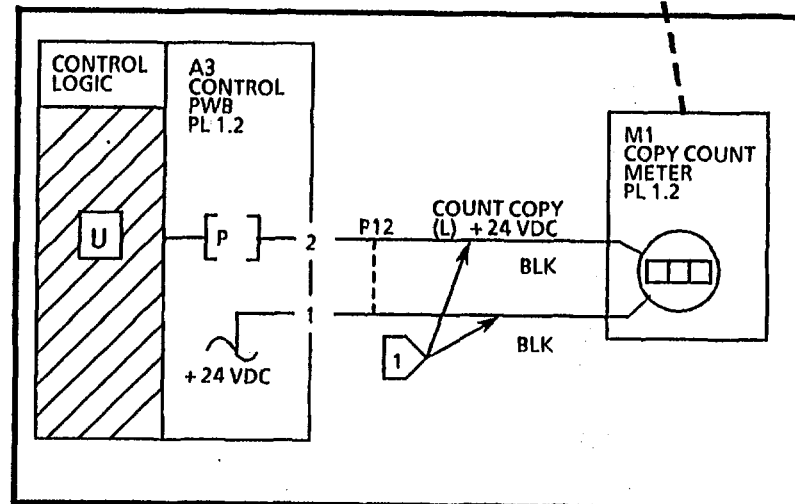 CONTROL
LOGIC
U
A3
CONTROL
PWB
PL 1.2
P
2
1
+24 VDC
P12
COUNT COPY
(L) +24 VDC
BLK
BLK
1
M1
COPY COUNT
METER
PL 1.2